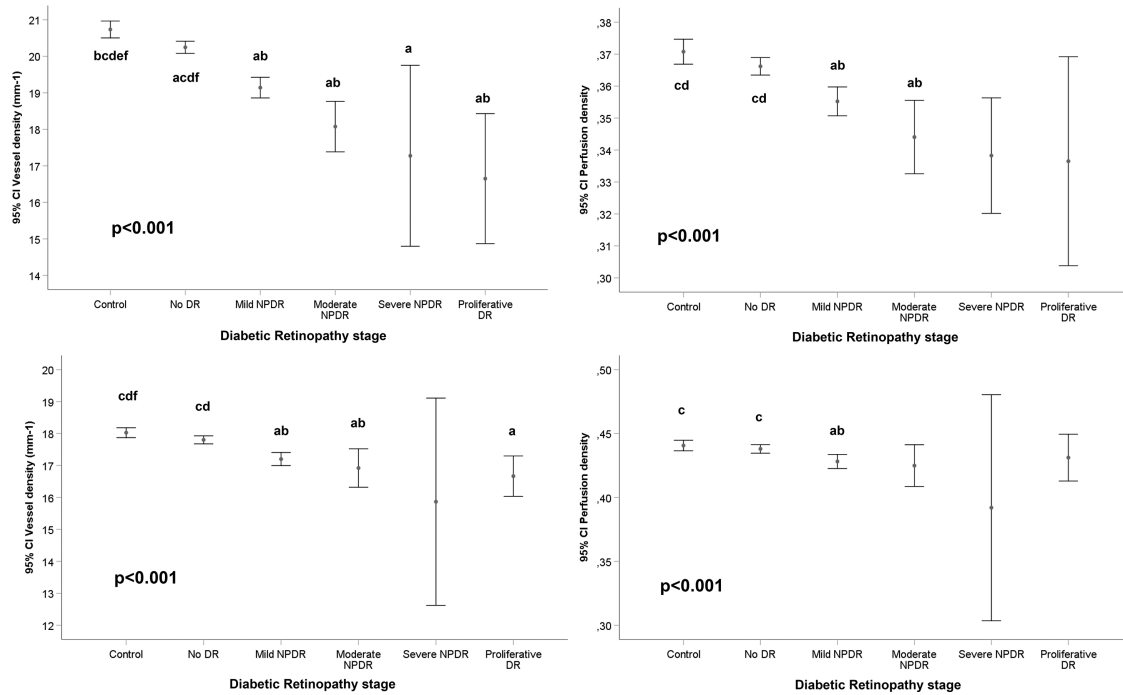 95% CI Vessel density (mm-1)
21
20
19
18
17
16
15
14
bcdef
acdf
ab
ab
a
ab
p<0.001
Control
No DR
Mild NPDR
Moderate
NPDR
Severe NPDR
Proliferative
DR
Diabetic Retinopathy stage
95% CI Perfusion density
,38
,37
,36
,35
,34
,33
,32
,31
,30
cd
cd
ab
ab
p<0.001
Control
No DR
Mild NPDR
Moderate
NPDR
Severe NPDR
Proliferative
DR
Diabetic Retinopathy stage
95% CI Vessel density (mm-1)
20
19
18
17
16
15
14
13
12
cdf
cd
ab
ab
a
p<0.001
Control
No DR
Mild NPDR
Moderate
NPDR
Severe NPDR
Proliferative
DR
Diabetic Retinopathy stage
95% CI Perfusion density
,50
,45
,40
,35
,30
c
c
ab
p<0.001
Control
No DR
Mild NPDR
Moderate
NPDR
Severe NPDR
Proliferative
DR
Diabetic Retinopathy stage